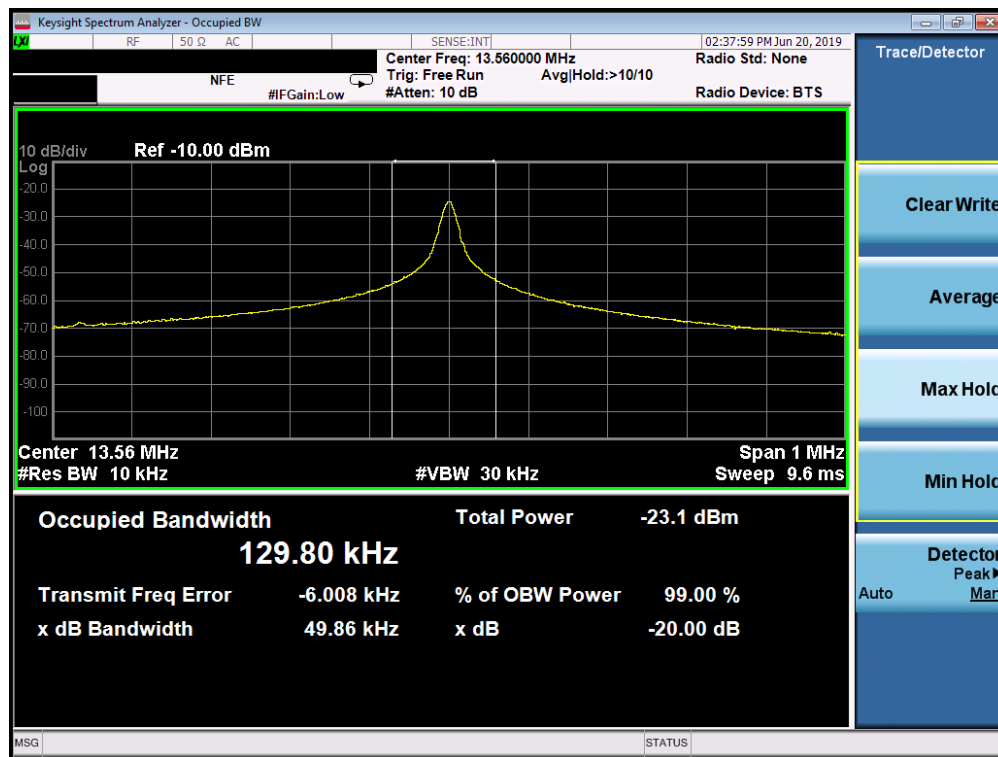 Keysight Spectrum Analyzer - Occupied BW
LXI RF 50 Ω AC SENSE:INT 02:37:59 PM Jun 20, 2019
Center Freq: 13.560000 MHz Radio Std: None
NFE Trig: Free Run Avg|Hold:>10/10
#IFGain:Low #Atten: 10 dB Radio Device: BTS
10 dB/div Ref -10.00 dBm
Log
-20.0
-30.0
-40.0
-50.0
-60.0
-70.0
-80.0
-90.0
-100
Center 13.56 MHz Span 1 MHz
#Res BW 10 kHz #VBW 30 kHz Sweep 9.6 ms
Occupied Bandwidth Total Power -23.1 dBm
129.80 kHz
Transmit Freq Error -6.008 kHz % of OBW Power 99.00 %
x dB Bandwidth 49.86 kHz x dB -20.00 dB
MSG STATUS
Trace/Detector
Clear Write
Average
Max Hold
Min Hold
Detector
Peak▶
Auto Man